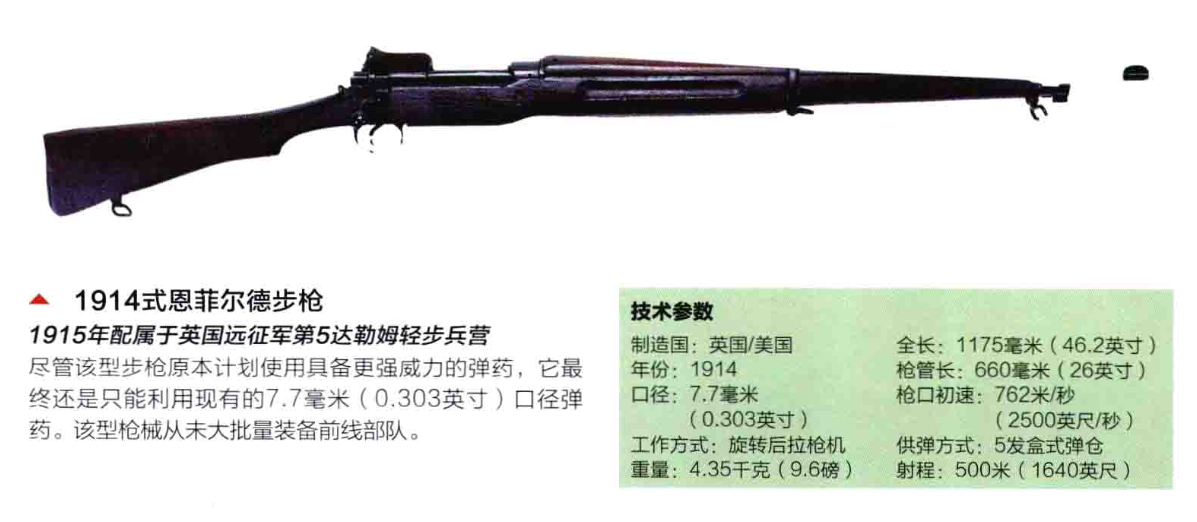 1914式恩菲尔德步枪
1915年配属于英国远征军第5达勒姆轻步兵营
尽管该型步枪原本计划使用具备更强威力的弹药，它最
终还是只能利用现有的7.7毫米（0.303英寸）口径弹
药。该型枪械从未大批量装备前线部队。
技术参数
制造国：英国/美国
年份：1914
口径：7.7毫米
（0.303英寸）
工作方式：旋转后拉枪机
重量：4.35千克（9.6磅）
全长：1175毫米（46.2英寸）
枪管长：660毫米（26英寸）
枪口初速：762米/秒
（2500英尺/秒）
供弹方式：5发盒式弹仓
射程：500米（1640英尺）